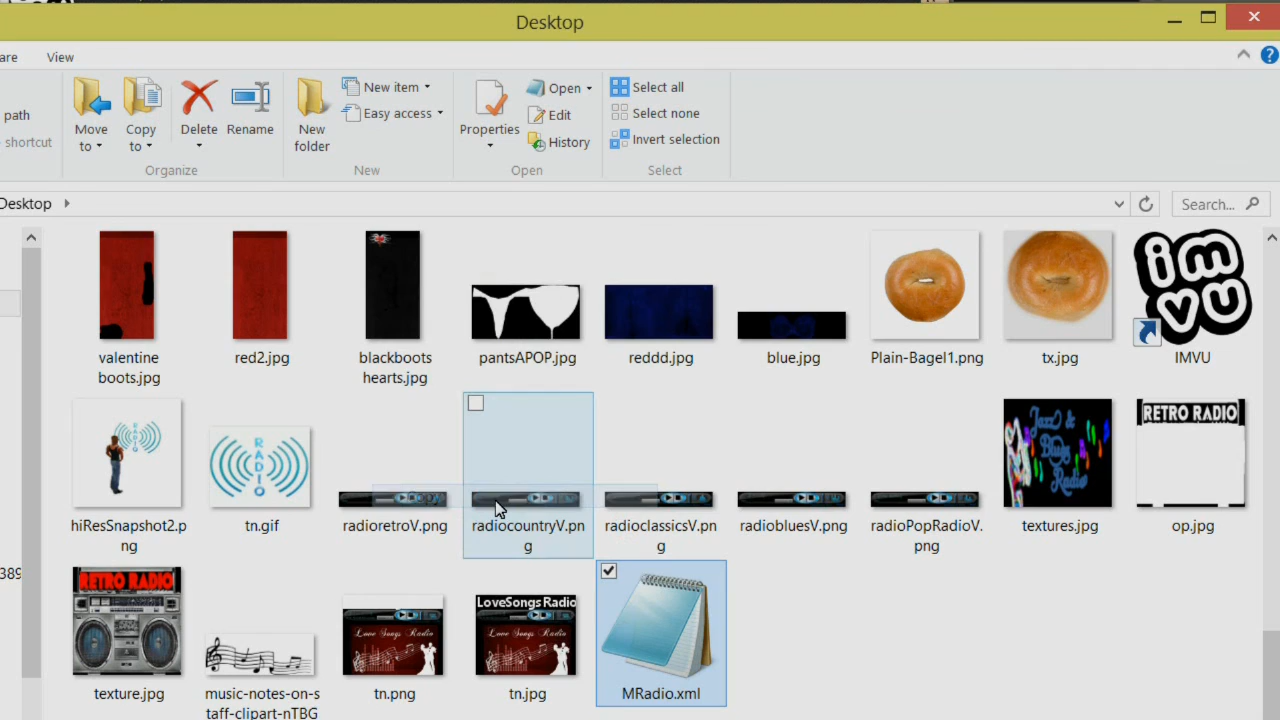 Desktop
are
View
path
shortcut
Move
to
Copy
to
Delete
Rename
Organize
New
folder
New item
Easy access
New
Properties
Open
Edit
History
Open
Select all
Select none
Invert selection
Select
Desktop
Search...
imvu
valentine
boots.jpg
red2.jpg
blackboots
hearts.jpg
pantsAPOP.jpg
reddd.jpg
blue.jpg
Plain-Bagel1.png
tx.jpg
IMVU
RADIO
Jazz &
Blues
Radio
RETRO RADIO
hiResSnapshot2.p
ng
tn.gif
radioretroV.png
radiocountryV.pn
g
radioclassicsV.pn
g
radiobluesV.png
radioPopRadioV.
png
textures.jpg
op.jpg
389
RETRO RADIO
Love Songs Radio
LoveSongs Radio
Love Songs Radio
texture.jpg
music-notes-on-s
taff-clipart-nTBG
tn.png
tn.jpg
MRadio.xml